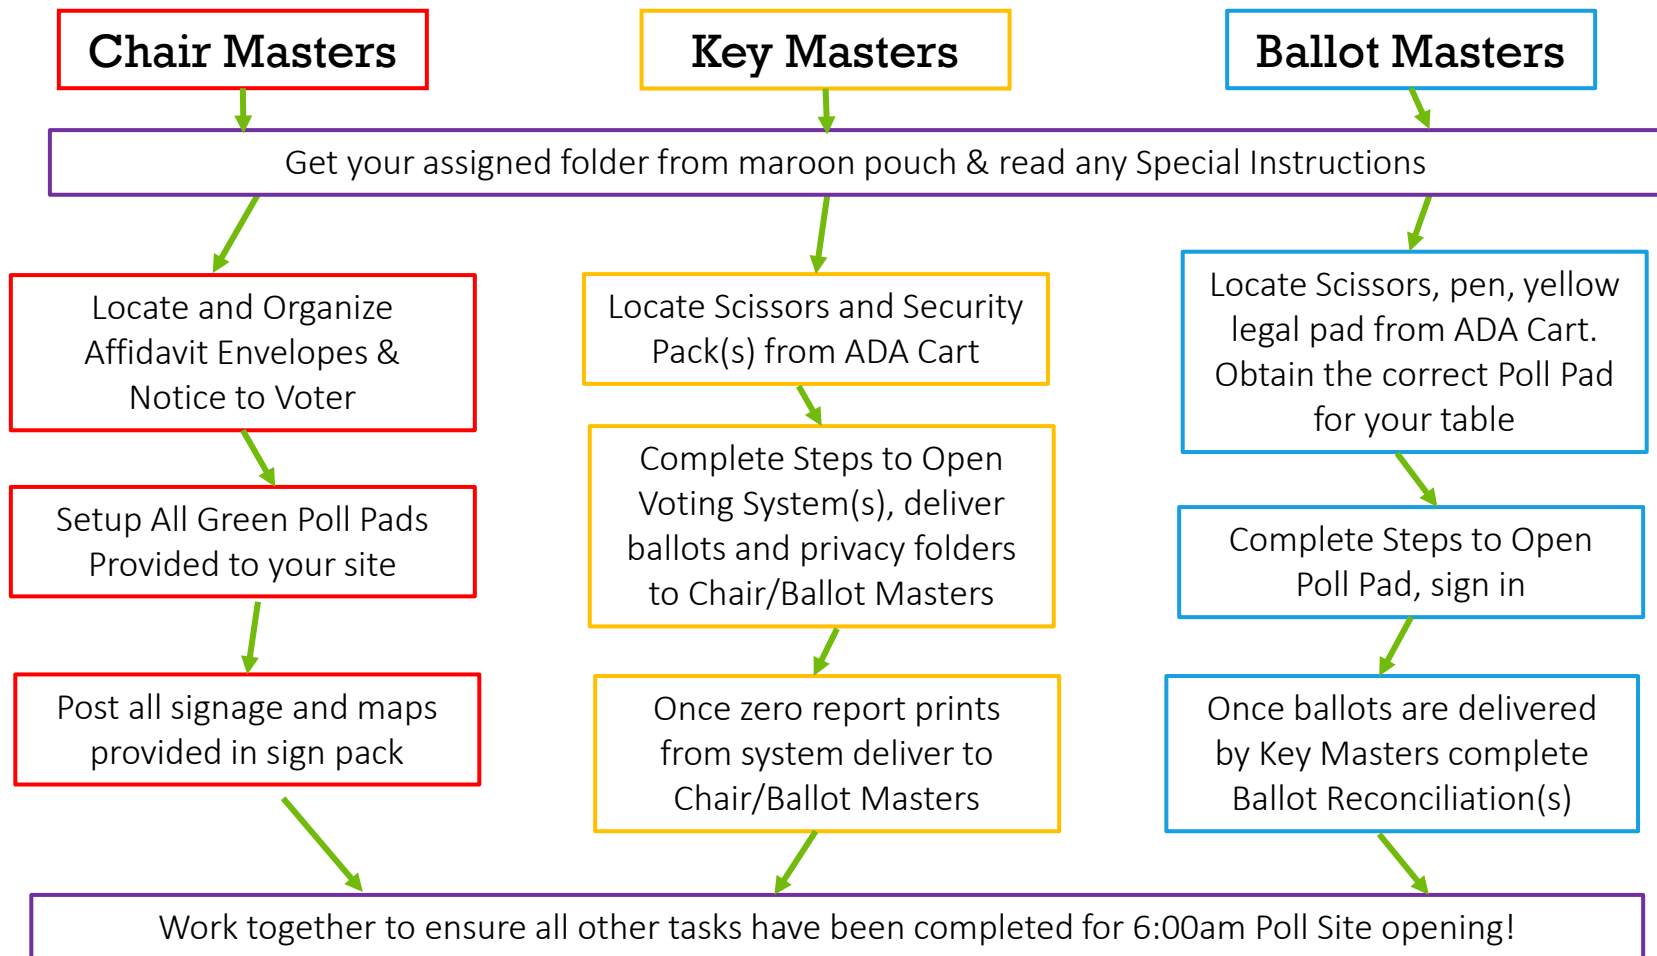 Chair Masters
Key Masters
Ballot Masters
Get your assigned folder from maroon pouch & read any Special Instructions
Locate and Organize
Affidavit Envelopes &
Notice to Voter
Setup All Green Poll Pads
Provided to your site
Post all signage and maps
provided in sign pack
Locate Scissors and Security
Pack(s) from ADA Cart
Complete Steps to Open
Voting System(s), deliver
ballots and privacy folders
to Chair/Ballot Masters
Once zero report prints
from system deliver to
Chair/Ballot Masters
Locate Scissors, pen, yellow
legal pad from ADA Cart.
Obtain the correct Poll Pad
for your table
Complete Steps to Open
Poll Pad, sign in
Once ballots are delivered
by Key Masters complete
Ballot Reconciliation(s)
Work together to ensure all other tasks have been completed for 6:00am Poll Site opening!